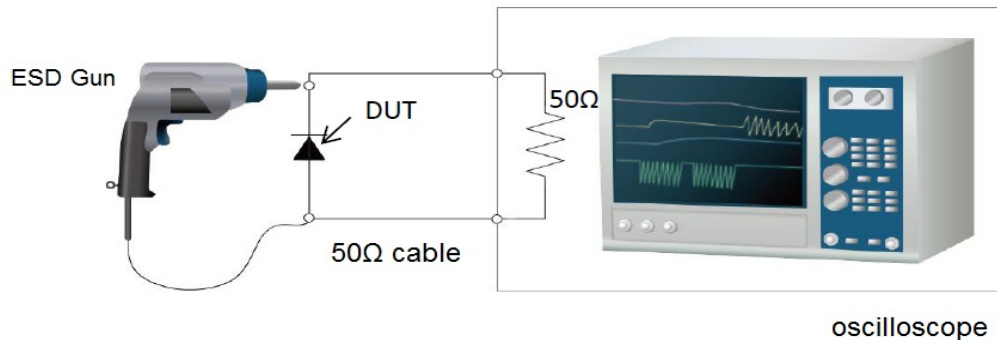 ESD Gun
DUT
50Ω
50Ω cable
oscilloscope